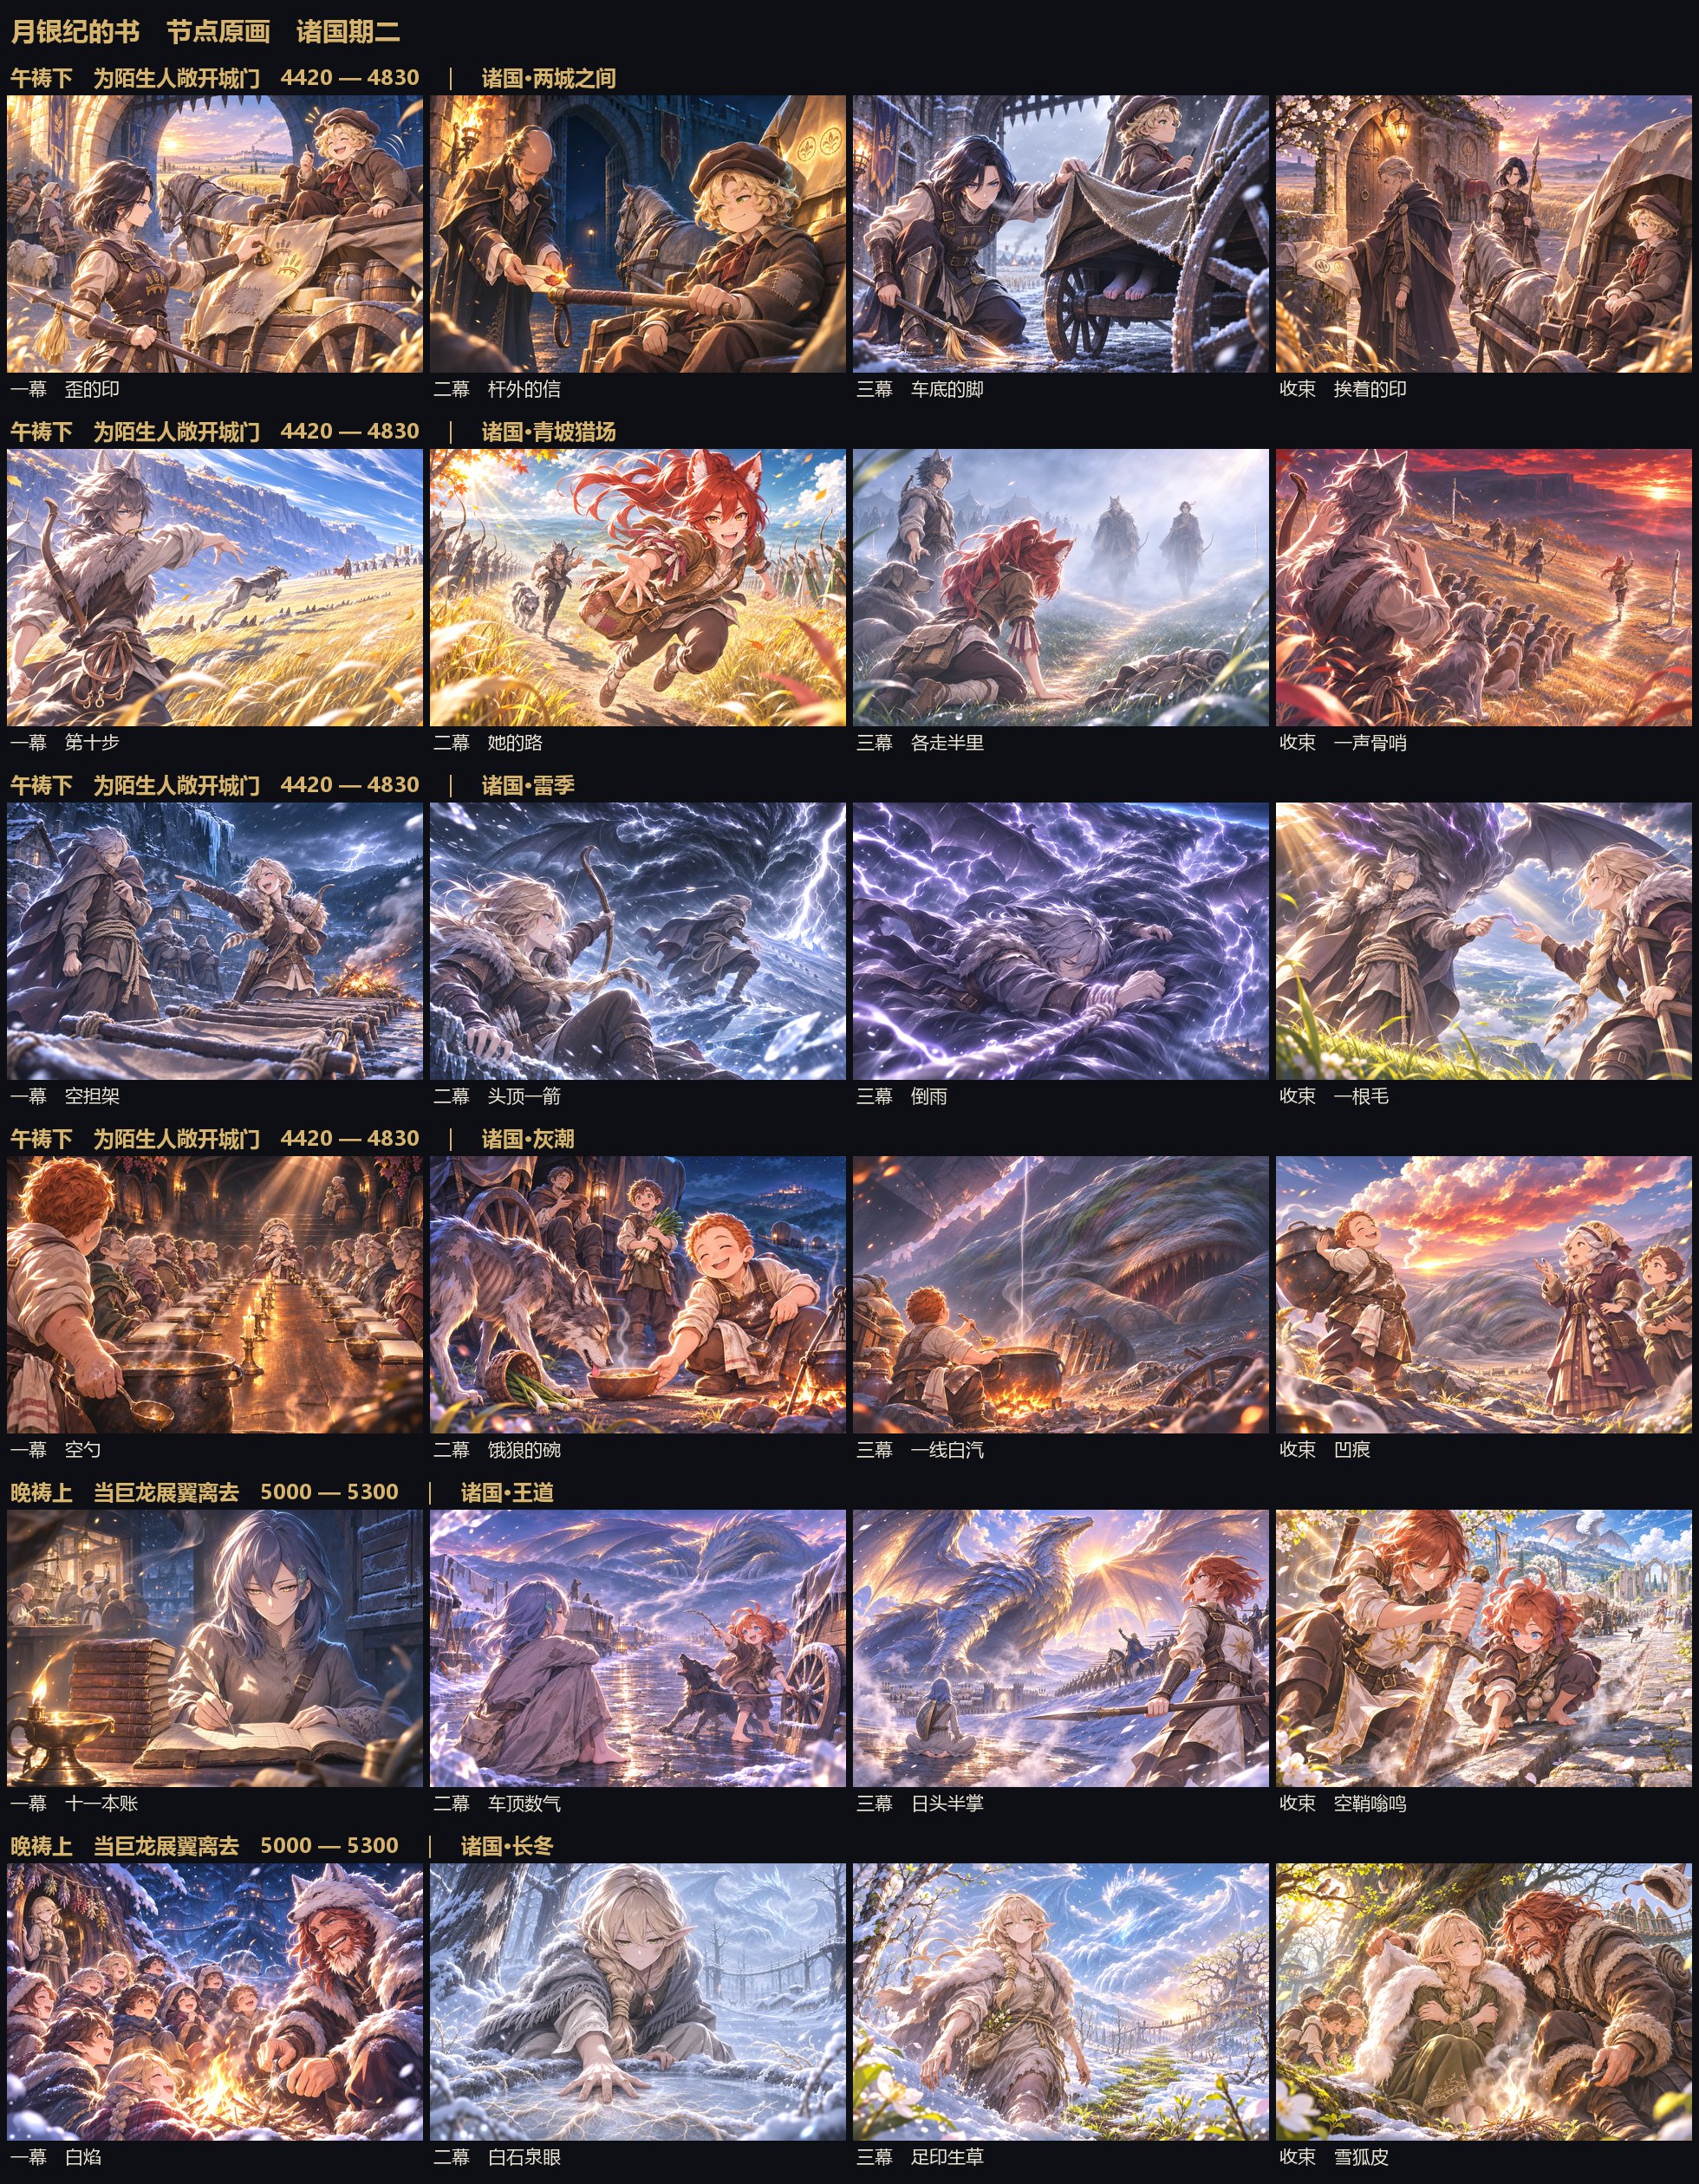 月银纪的书 节点原画 诸国期二
午祷下 为陌生人敞开城门 4420 — 4830 | 诸国·两城之间
一幕 歪的印
二幕 杆外的信
三幕 车底的脚
收束 挨着的印
午祷下 为陌生人敞开城门 4420 — 4830 | 诸国·青坡猎场
一幕 第十步
二幕 她的路
三幕 各走半里
收束 一声骨哨
午祷下 为陌生人敞开城门 4420 — 4830 | 诸国·雷季
一幕 空担架
二幕 头顶一箭
三幕 倒雨
收束 一根毛
午祷下 为陌生人敞开城门 4420 — 4830 | 诸国·灰潮
一幕 空勺
二幕 饿狼的碗
三幕 一线白汽
收束 凹痕
晚祷上 当巨龙展翼离去 5000 — 5300 | 诸国·王道
一幕 十一本账
二幕 车顶数气
三幕 日头半掌
收束 空鞘嗡鸣
晚祷上 当巨龙展翼离去 5000 — 5300 | 诸国·长冬
一幕 白焰
二幕 白石泉眼
三幕 足印生草
收束 雪狐皮